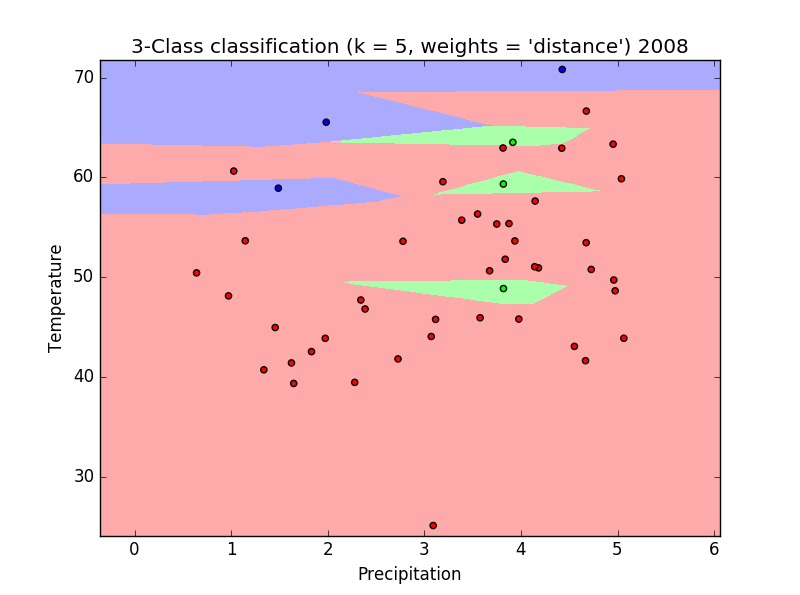 3-Class classification (k = 5, weights = 'distance') 2008
70
60
50
40
30
Temperature
0 1 2 3 4 5 6
Precipitation